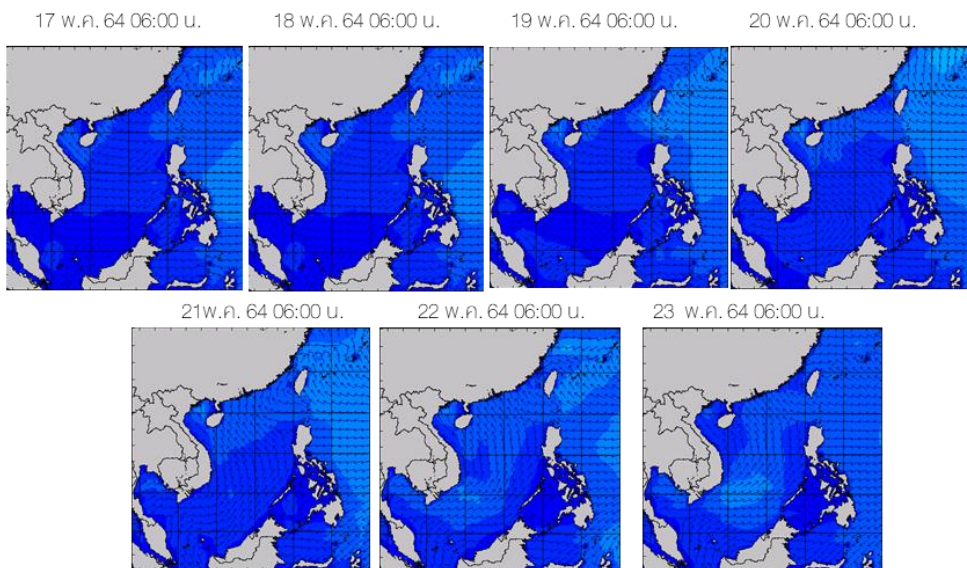 17 พ.ค. 64 06:00 น.
18 พ.ค. 64 06:00 น.
19 พ.ค. 64 06:00 น.
20 พ.ค. 64 06:00 น.
21พ.ค. 64 06:00 น.
22 พ.ค. 64 06:00 น.
23 พ.ค. 64 06:00 น.